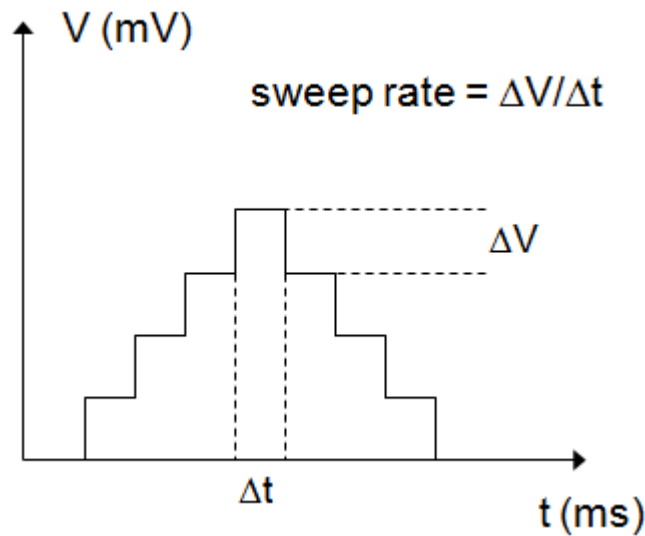 V (mV)
sweep rate = ΔV/Δt
ΔV
Δt
t (ms)